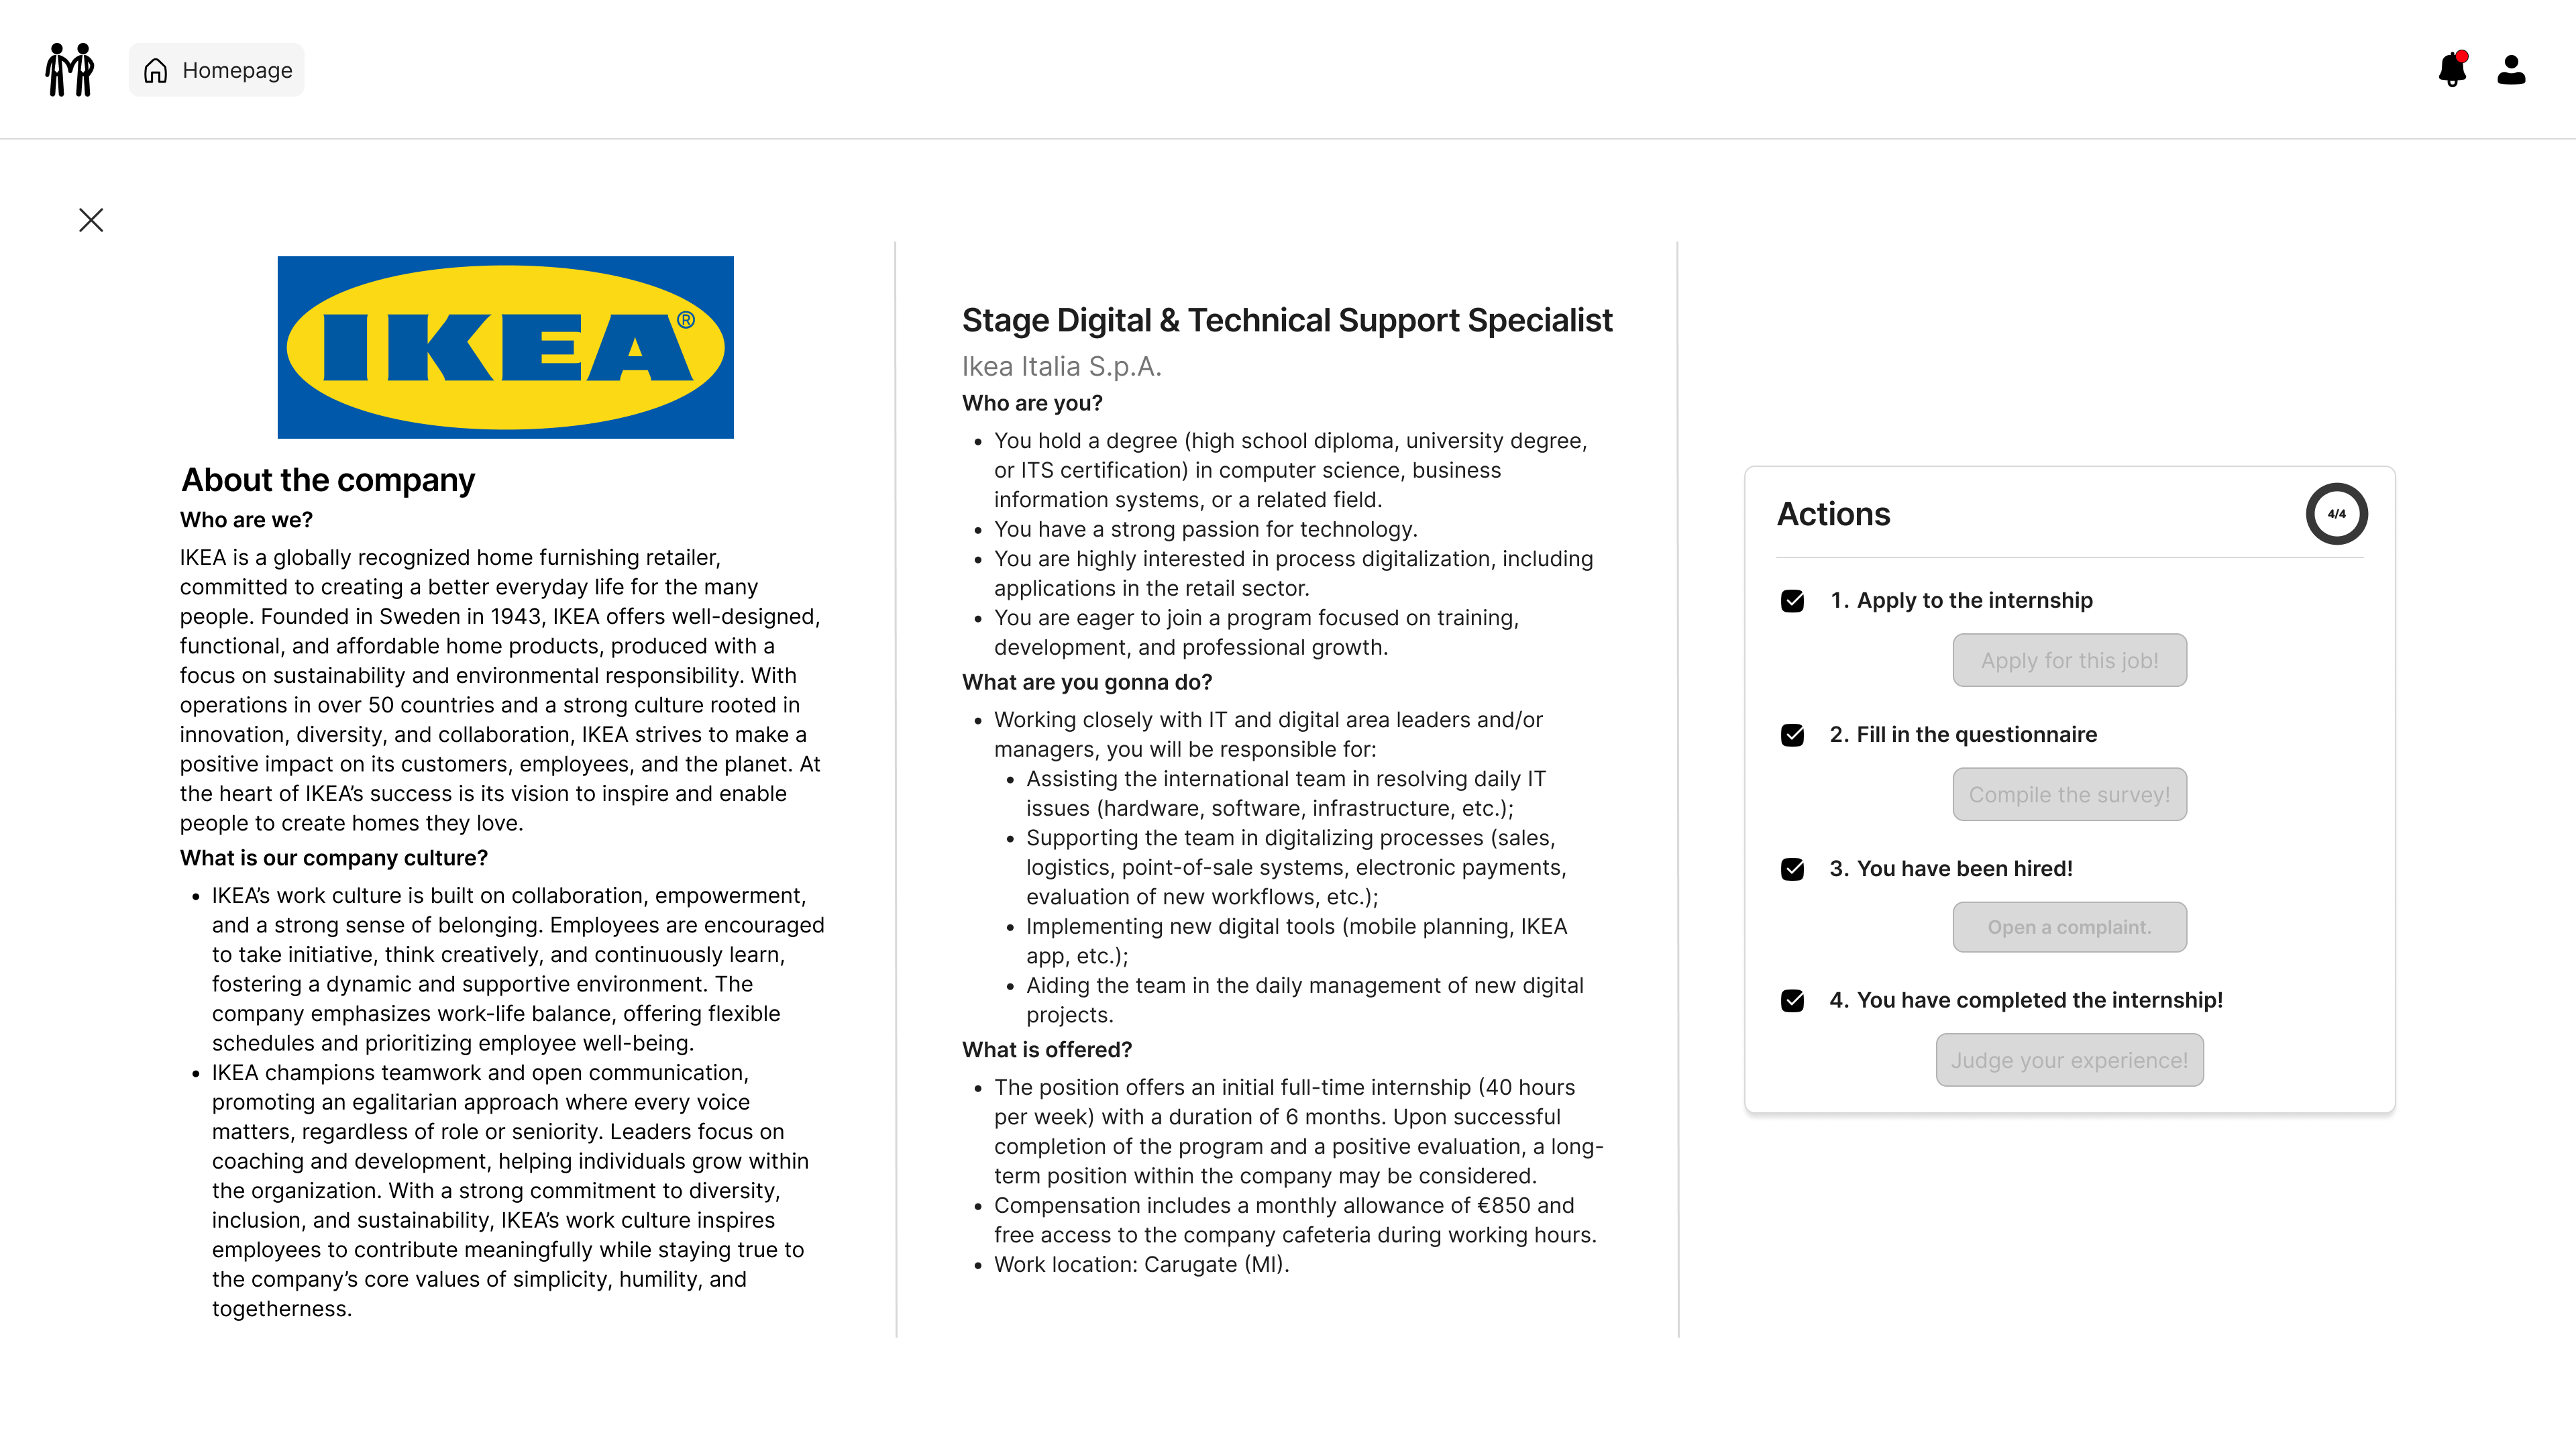 Homepage
IKEA®
About the company
Who are we?
IKEA is a globally recognized home furnishing retailer,
committed to creating a better everyday life for the many
people. Founded in Sweden in 1943, IKEA offers well-designed,
functional, and affordable home products, produced with a
focus on sustainability and environmental responsibility. With
operations in over 50 countries and a strong culture rooted in
innovation, diversity, and collaboration, IKEA strives to make a
positive impact on its customers, employees, and the planet. At
the heart of IKEA’s success is its vision to inspire and enable
people to create homes they love.
What is our company culture?
• IKEA’s work culture is built on collaboration, empowerment,
and a strong sense of belonging. Employees are encouraged
to take initiative, think creatively, and continuously learn,
fostering a dynamic and supportive environment. The
company emphasizes work-life balance, offering flexible
schedules and prioritizing employee well-being.
• IKEA champions teamwork and open communication,
promoting an egalitarian approach where every voice
matters, regardless of role or seniority. Leaders focus on
coaching and development, helping individuals grow within
the organization. With a strong commitment to diversity,
inclusion, and sustainability, IKEA’s work culture inspires
employees to contribute meaningfully while staying true to
the company’s core values of simplicity, humility, and
togetherness.
Stage Digital & Technical Support Specialist
Ikea Italia S.p.A.
Who are you?
• You hold a degree (high school diploma, university degree,
or ITS certification) in computer science, business
information systems, or a related field.
• You have a strong passion for technology.
• You are highly interested in process digitalization, including
applications in the retail sector.
• You are eager to join a program focused on training,
development, and professional growth.
What are you gonna do?
• Working closely with IT and digital area leaders and/or
managers, you will be responsible for:
• Assisting the international team in resolving daily IT
issues (hardware, software, infrastructure, etc.);
• Supporting the team in digitalizing processes (sales,
logistics, point-of-sale systems, electronic payments,
evaluation of new workflows, etc.);
• Implementing new digital tools (mobile planning, IKEA
app, etc.);
• Aiding the team in the daily management of new digital
projects.
What is offered?
• The position offers an initial full-time internship (40 hours
per week) with a duration of 6 months. Upon successful
completion of the program and a positive evaluation, a long-
term position within the company may be considered.
• Compensation includes a monthly allowance of €850 and
free access to the company cafeteria during working hours.
• Work location: Carugate (MI).
Actions
4/4
1. Apply to the internship
Apply for this job!
2. Fill in the questionnaire
Compile the survey!
3. You have been hired!
Open a complaint.
4. You have completed the internship!
Judge your experience!